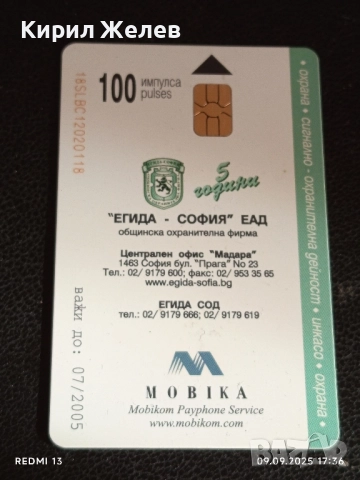 Кирил Желев
100 импулса
pulses
18SLBC12020118
5
години
"ЕГИДА - СОФИЯ" ЕАД
общинска охранителна фирма
Централен офис "Мадара"
1463 София бул. "Прага" No 23
Тел.: 02/ 9179 600; факс: 02/ 953 35 65
www.egida-sofia.bg
ЕГИДА СОД
тел.: 02/ 9179 666; 02/ 9179 619
важи до: 07/2005
MOBIKA
Mobikom Payphone Service
www.mobikom.com
• охрана • сигнално - охранителна дейност • инкасо • охрана •
REDMI 13
09.09.2025 17:36